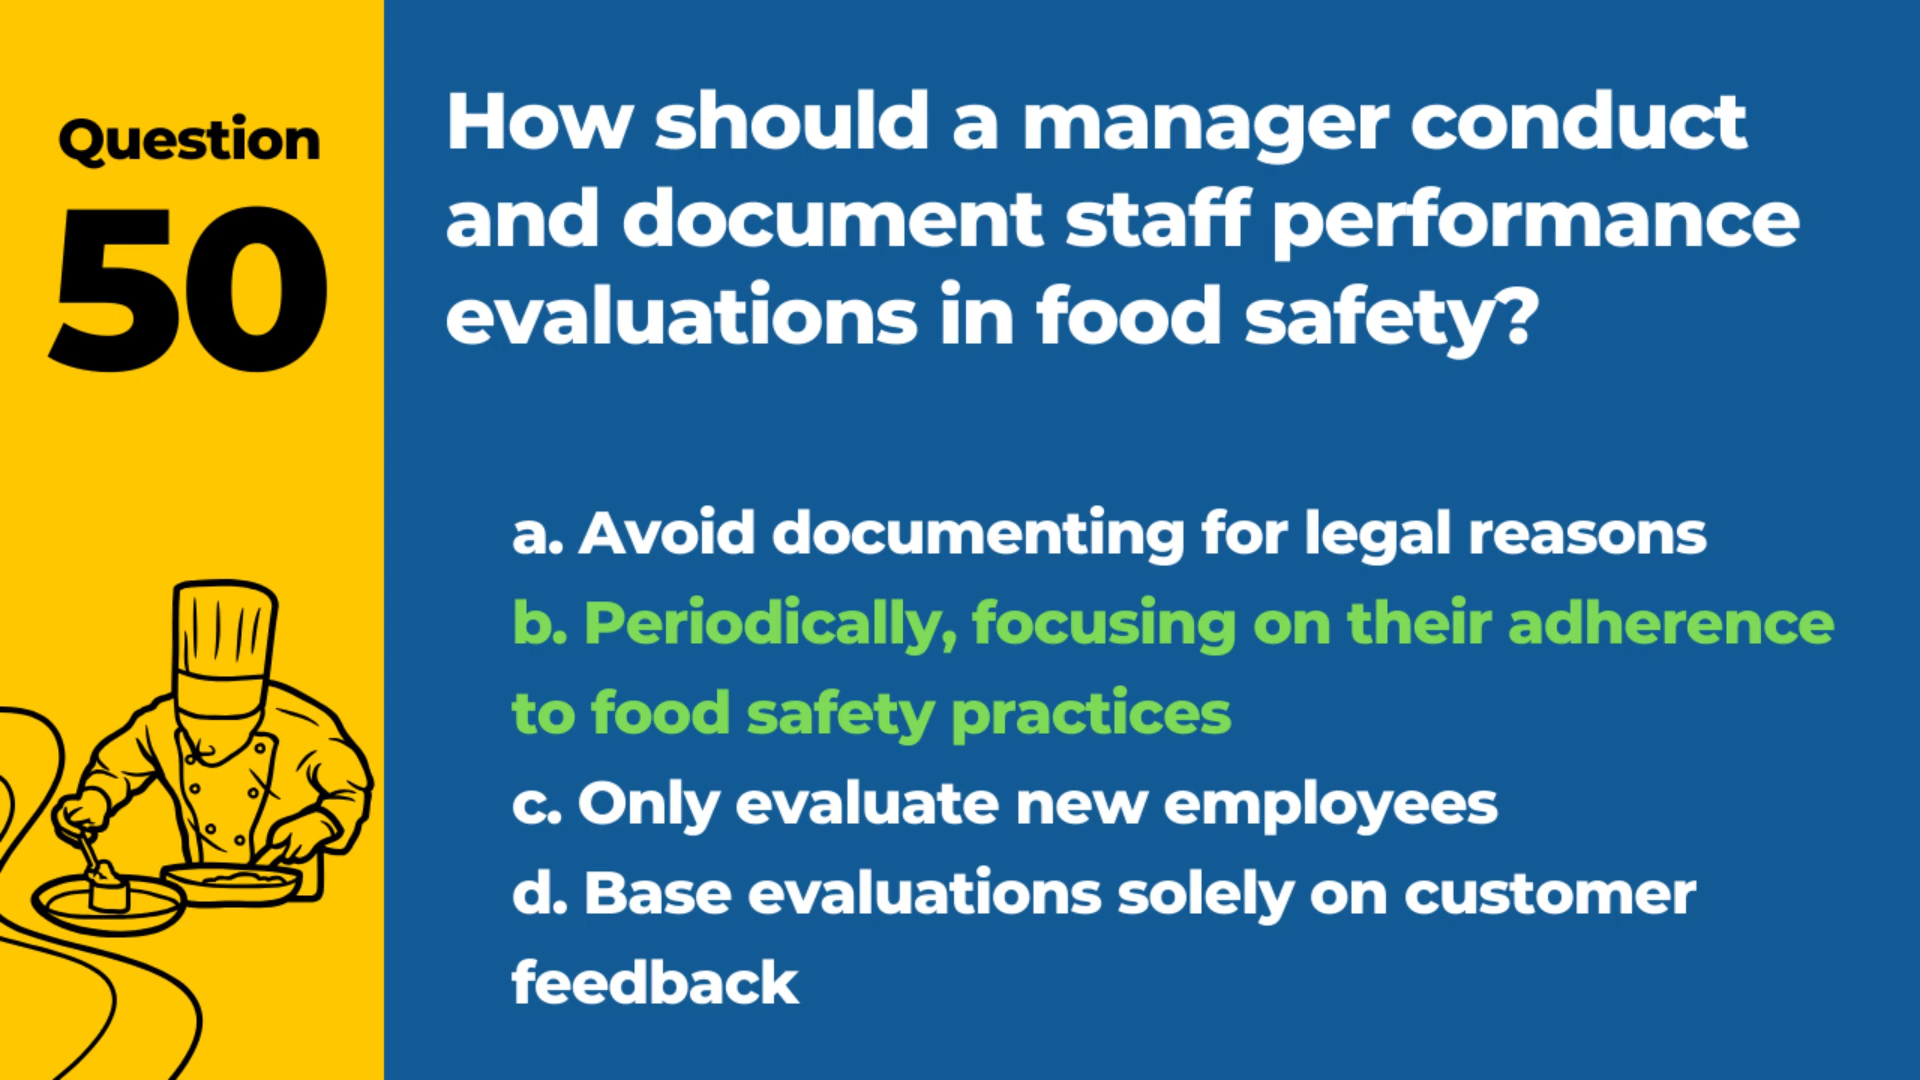 Question
50
How should a manager conduct
and document staff performance
evaluations in food safety?
a. Avoid documenting for legal reasons
b. Periodically, focusing on their adherence
to food safety practices
c. Only evaluate new employees
d. Base evaluations solely on customer
feedback